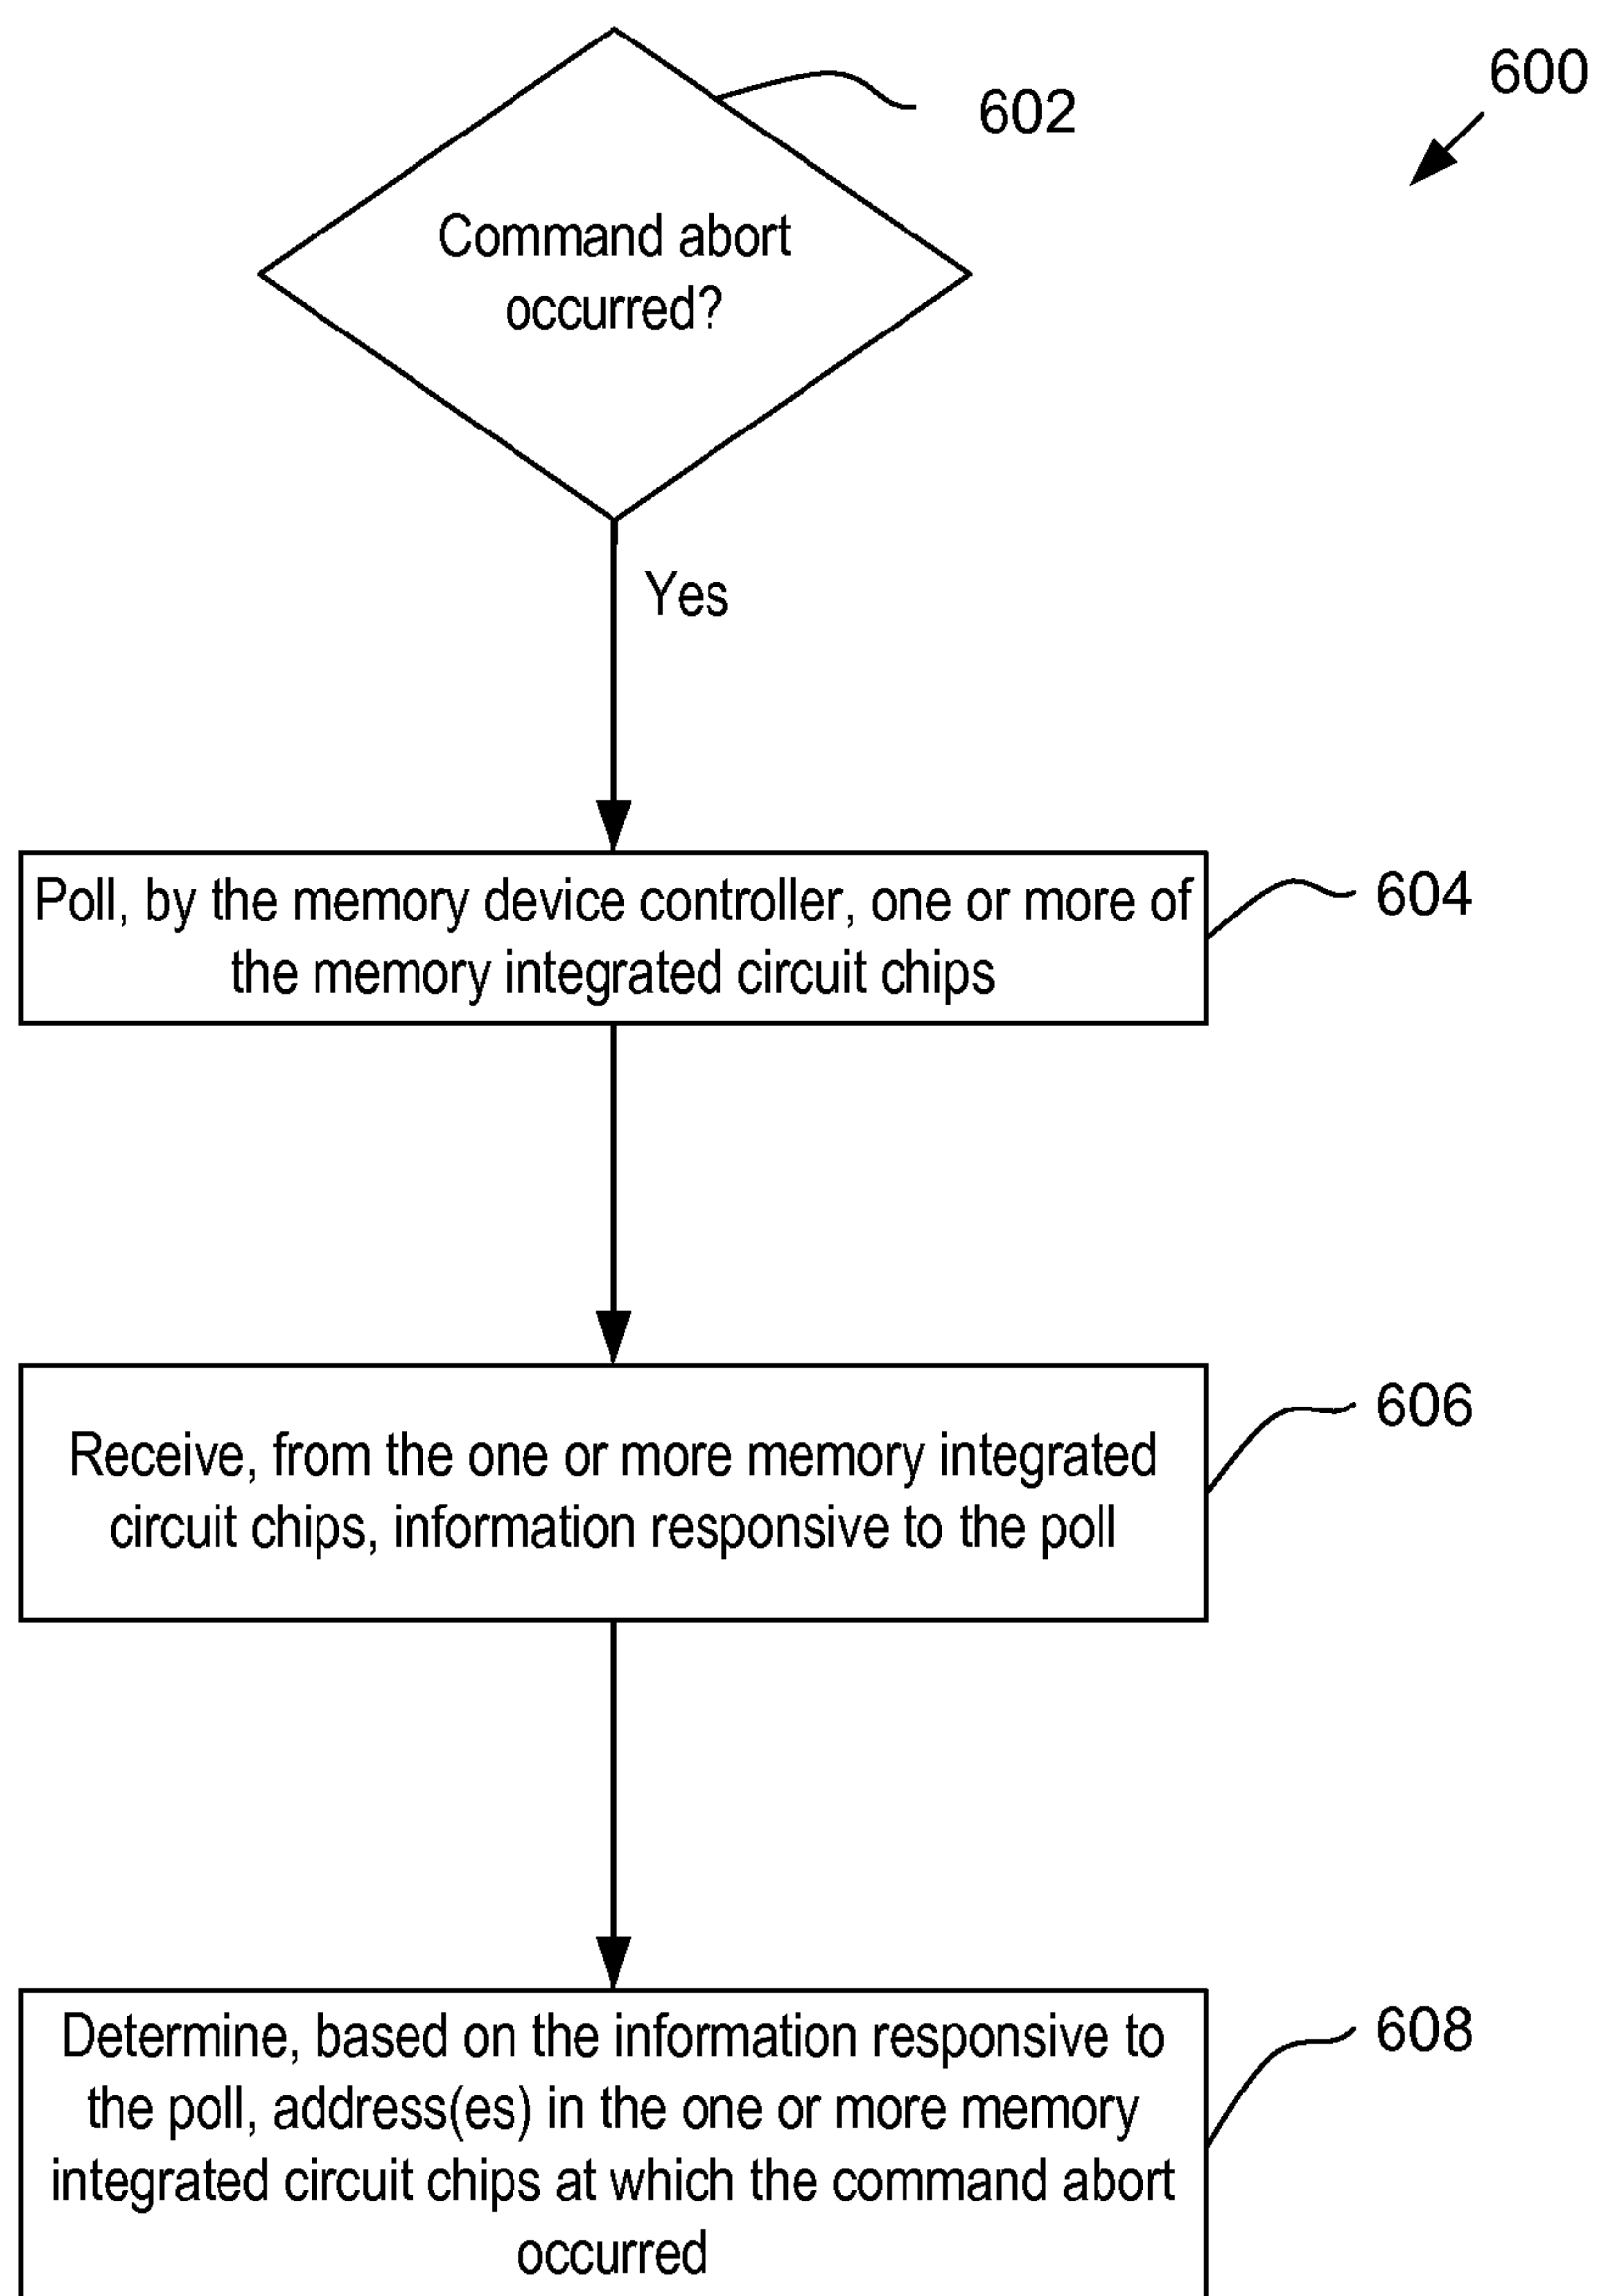 600
602
Command abort
occurred?
Yes
Poll, by the memory device controller, one or more of
the memory integrated circuit chips
604
Receive, from the one or more memory integrated
circuit chips, information responsive to the poll
606
Determine, based on the information responsive to
the poll, address(es) in the one or more memory
integrated circuit chips at which the command abort
occurred
608